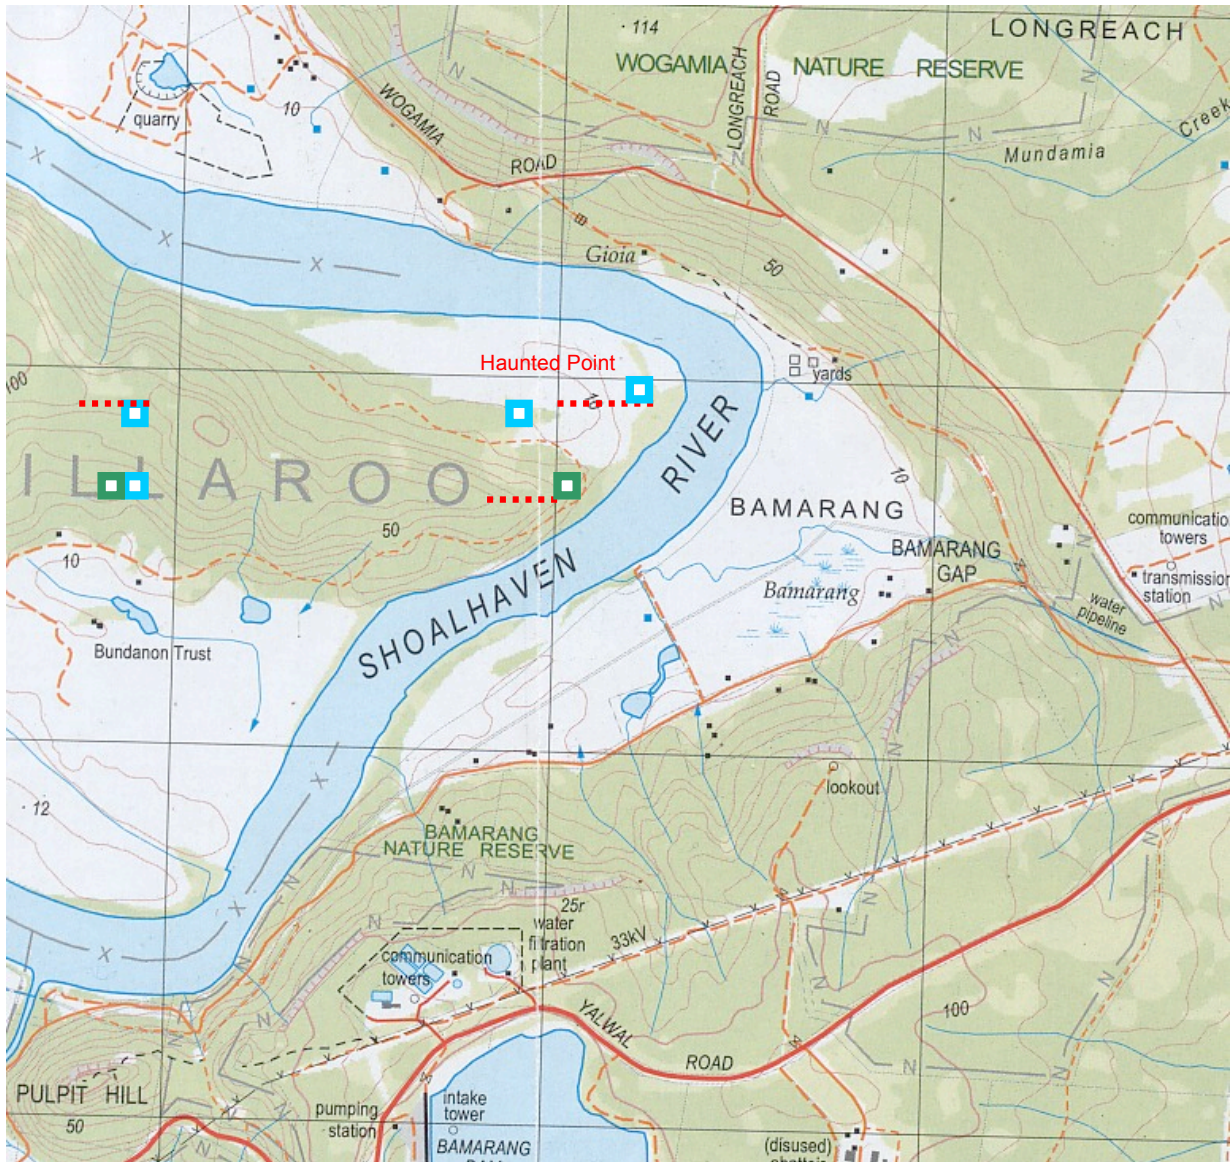 114
LONGREACH
WOGAMIA NATURE RESERVE
quarry
10
WOGAMIA
ROAD
LONGREACH
ROAD
Mundamia
Creek
Gioia
50
Haunted Point
yards
100
10
ILLAROO
RIVER
10
BAMARANG
50
BAMARANG
GAP
communicatio
towers
10
Bamarang
transmission
station
SHOALHAVEN
water
pipeline
Bundanon Trust
lookout
12
BAMARANG
NATURE RESERVE
25r
water
filtration
plant
33kV
communication
towers
YALWAL
ROAD
100
PULPIT HILL
50
pumping
station
intake
tower
BAMARANG
(disused)